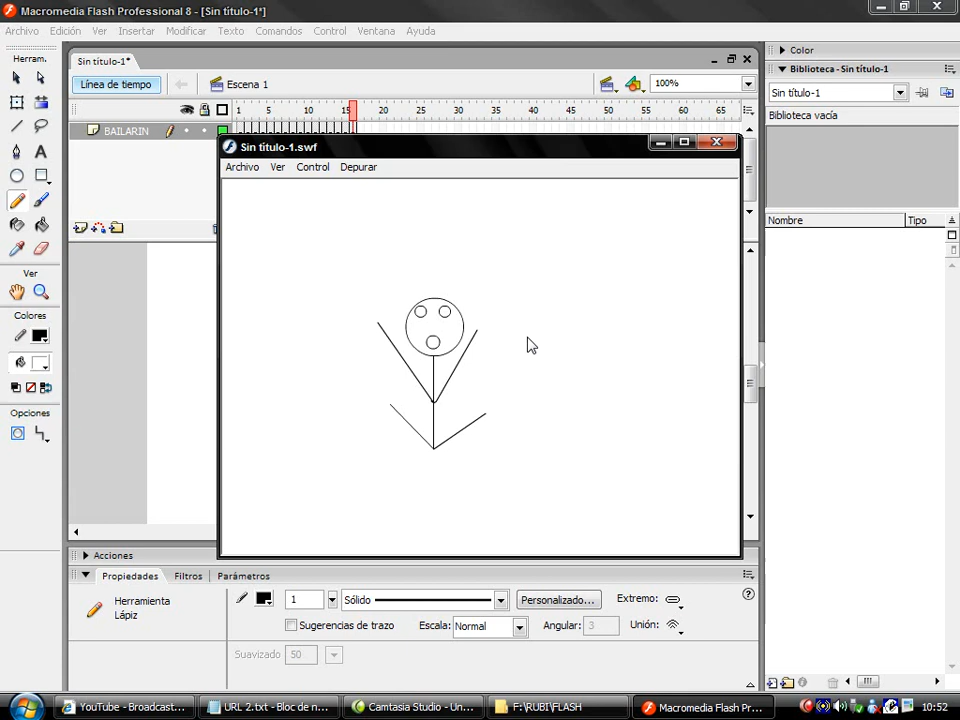 Macromedia Flash Professional 8 - [Sin título-1*]
Archivo Edición Ver Insertar Modificar Texto Comandos Control Ventana Ayuda
Herram.
Sin título-1*
Línea de tiempo
Escena 1
100%
1 5 10 15 20 25 30 35 40 45 50 55 60 65
BAILARIN
Sin título-1.swf
Archivo Ver Control Depurar
Ver
Colores
Opciones
Color
Biblioteca - Sin título-1
Sin título-1
Biblioteca vacía
Nombre Tipo
Acciones
Propiedades Filtros Parámetros
Herramienta
Lápiz
1 Sólido Personalizado... Extremo:
Sugerencias de trazo Escala: Normal Angular: 3 Unión:
Suavizado: 50
YouTube - Broadcast... URL 2.txt - Bloc de n... Camtasia Studio - Un... F:\RUBI\FLASH Macromedia Flash Pr... 10:52